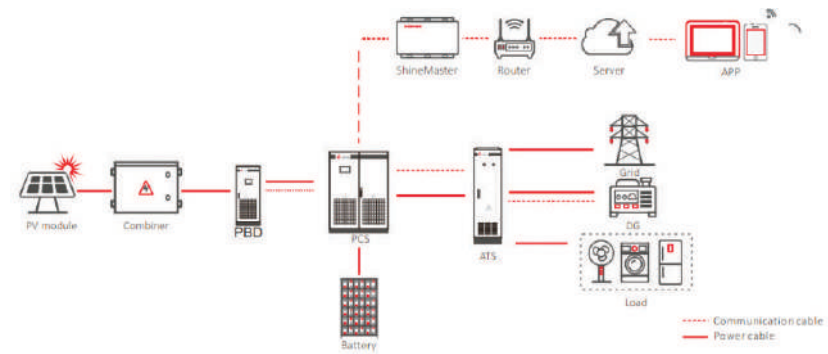 ShineMaster
Router
Server
APP
PV module
Combiner
PBD
PCS
ATS
Grid
DG
Load
Battery
Communication cable
Power cable